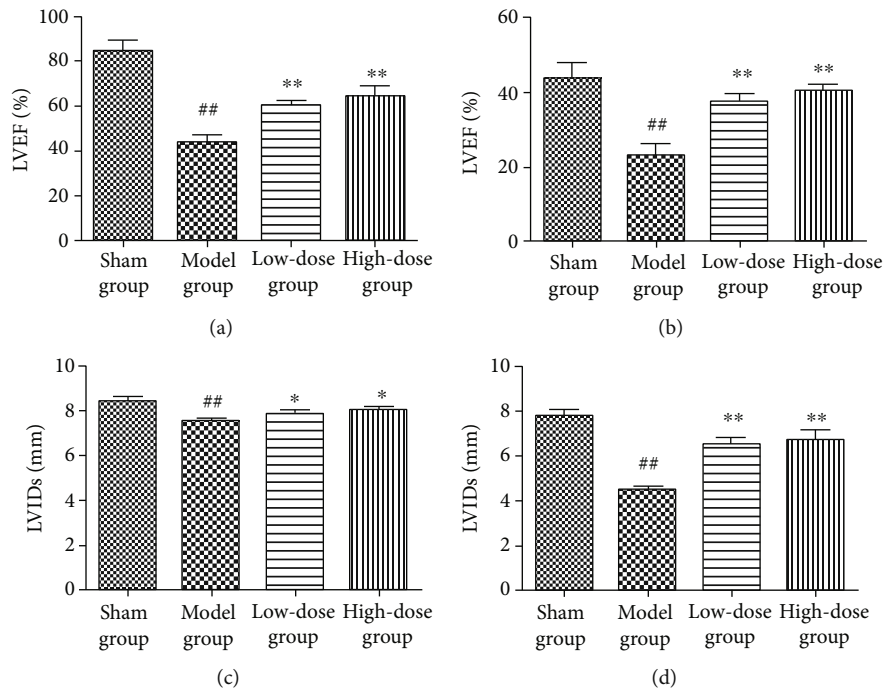 100
80
60
40
20
0
LVEF (%)
##
**
**
Sham Model Low-dose High-dose
group group group group
(a)
60
40
20
0
LVEF (%)
##
**
**
Sham Model Low-dose High-dose
group group group group
(b)
10
8
6
4
2
0
LVIDs (mm)
##
*
*
Sham Model Low-dose High-dose
group group group group
(c)
10
8
6
4
2
0
LVIDs (mm)
##
**
**
Sham Model Low-dose High-dose
group group group group
(d)